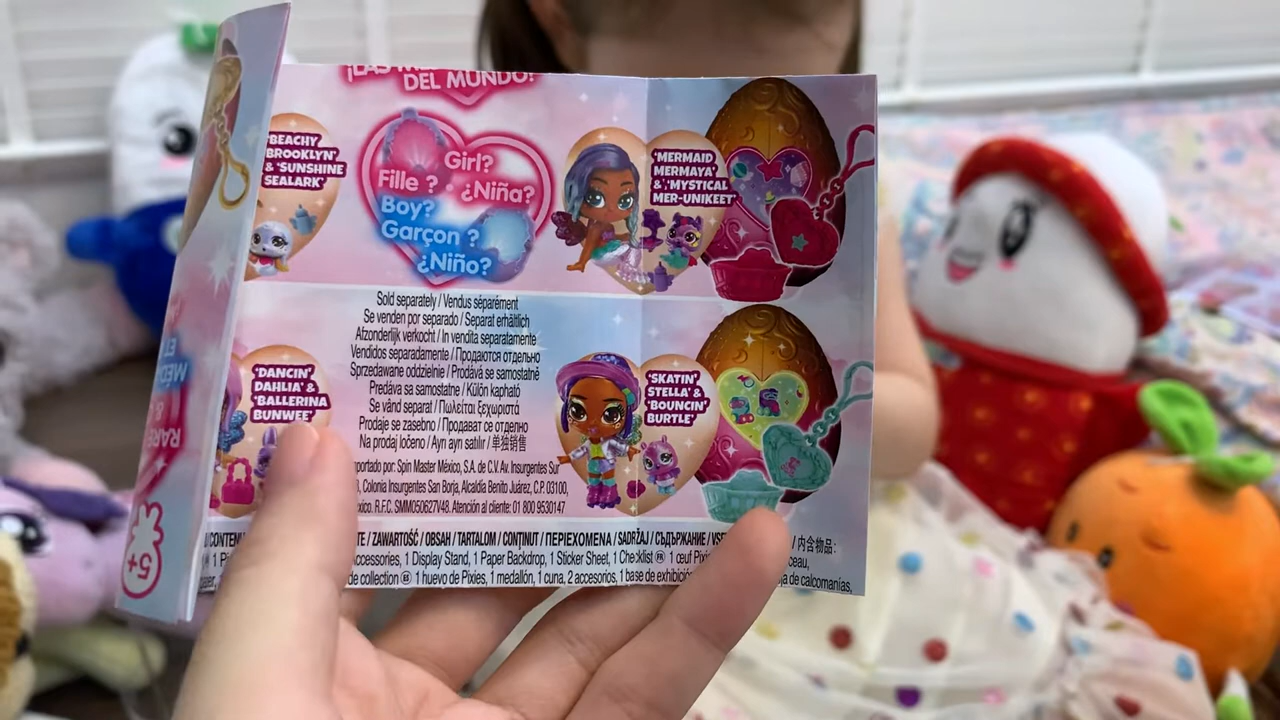 ¡LAS
DEL MUNDO!
'BEACHY
BROOKLYN'
& 'SUNSHINE
SEALARK'
Girl?
Fille ? ¿Niña?
Boy?
Garçon ?
¿Niño?
'MERMAID
MERMAYA'
& 'MYSTICAL
MER-UNIKEET'
'DANCIN'
DAHLIA' &
'BALLERINA
BUNWEE'
Sold separately / Vendus séparément
Se venden por separado / Separat erhältlich
Afzonderlijk verkocht / In vendita separatamente
Vendidos separadamente / Продаются отдельно
Sprzedawane oddzielnie / Prodává se samostatně
Predáva sa samostatne / Külön kapható
Se vând separat / Πωλείται ξεχωριστά
Prodaje se zasebno / Продават се отделно
Na prodaj ločeno / Ayrı ayrı satılır / 单独销售
'SKATIN'
STELLA' &
'BOUNCIN'
BURTLE'
mportado por: Spin Master México, S.A. de C.V. Av. Insurgentes Sur
Colonia Insurgentes San Borja, Alcaldía Benito Juárez, C.P. 03100,
xico. R.F.C. SMM050627V48. Atención al cliente: 01 800 9530147
/ ZAWARTOŚĆ / OBSAH / TARTALOM / CONȚINUT / ΠΕΡΙΕΧΟΜΕΝΑ / SADRŽAJ / СЪДЪРЖАНИЕ / / 内含物品:
ccessories, 1 Display Stand, 1 Paper Backdrop, 1 Sticker Sheet, 1 Checklist 1 œuf
de collection 1 huevo de Pixies, 1 medallón, 1 cuna, 2 accesorios, 1 base de de calcomanías,
RARE
5+